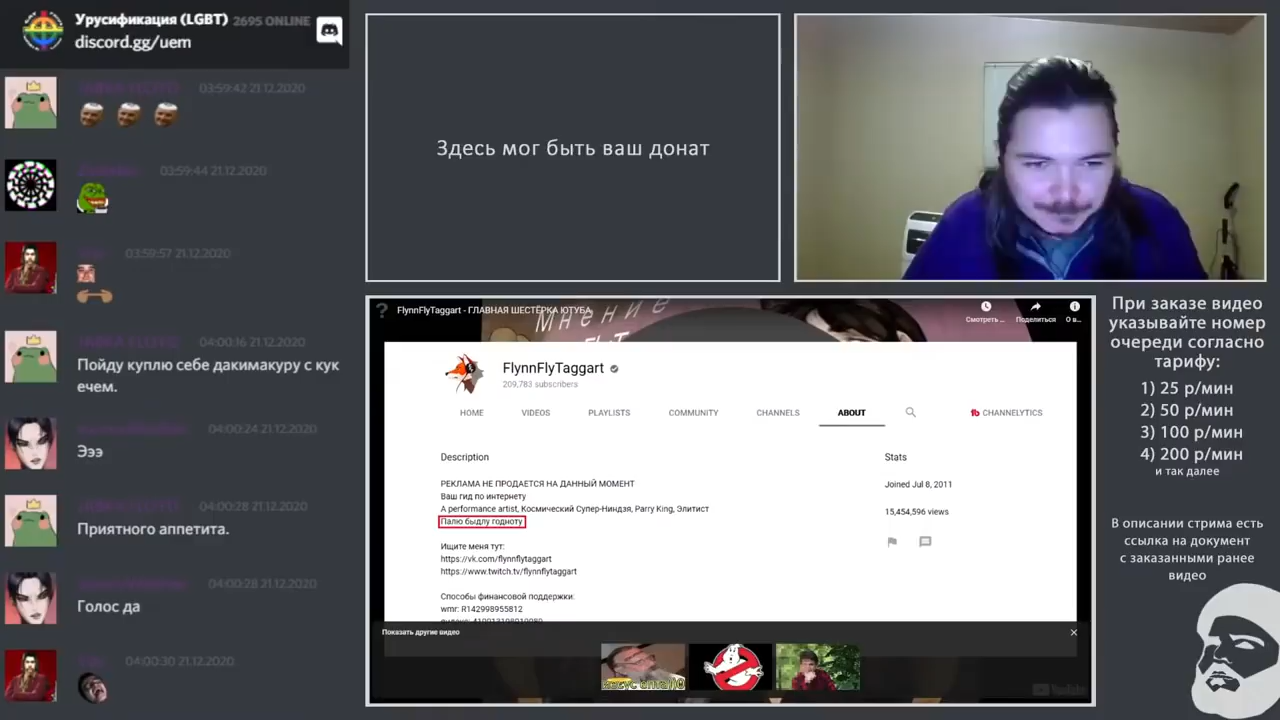 Урусификация (LGBT) 2695 ONLINE
discord.gg/uem
03:59:42 21.12.2020
03:59:44 21.12.2020
03:59:57 21.12.2020
04:00:16 21.12.2020
Пойду куплю себе дакимакуру с кук
ечем.
04:00:24 21.12.2020
Эээ
04:00:28 21.12.2020
Приятного аппетита.
04:00:28 21.12.2020
Голос да
04:00:30 21.12.2020
Здесь мог быть ваш донат
FlynnFlyTaggart - ГЛАВНАЯ ШЕСТЁРКА ЮТУБА
Мнение
Смотреть ...
Поделиться
О в...
FlynnFlyTaggart
209,783 subscribers
HOME
VIDEOS
PLAYLISTS
COMMUNITY
CHANNELS
ABOUT
CHANNELYTICS
Description
РЕКЛАМА НЕ ПРОДАЕТСЯ НА ДАННЫЙ МОМЕНТ
Ваш гид по интернету
A performance artist, Космический Супер-Ниндзя, Parry King, Элитист
Палю быдлу годноту
Ищите меня тут:
https://vk.com/flynnflytaggart
https://www.twitch.tv/flynnflytaggart
Способы финансовой поддержки:
wmr: R142998955812
Stats
Joined Jul 8, 2011
15,454,596 views
Показать другие видео
YouTube
При заказе видео
указывайте номер
очереди согласно
тарифу:
1) 25 р/мин
2) 50 р/мин
3) 100 р/мин
4) 200 р/мин
и так далее
В описании стрима есть
ссылка на документ
с заказанными ранее
видео